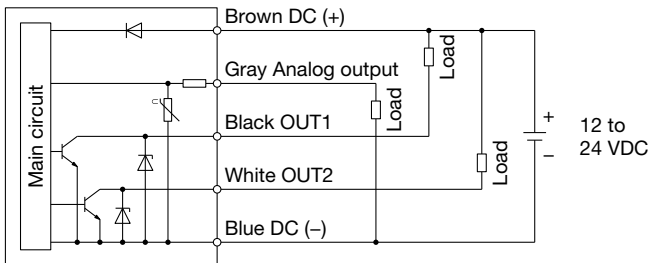 Brown DC (+)
Gray Analog output
Black OUT1
White OUT2
Blue DC (–)
Main circuit
Load
Load
Load
+
–
12 to
24 VDC